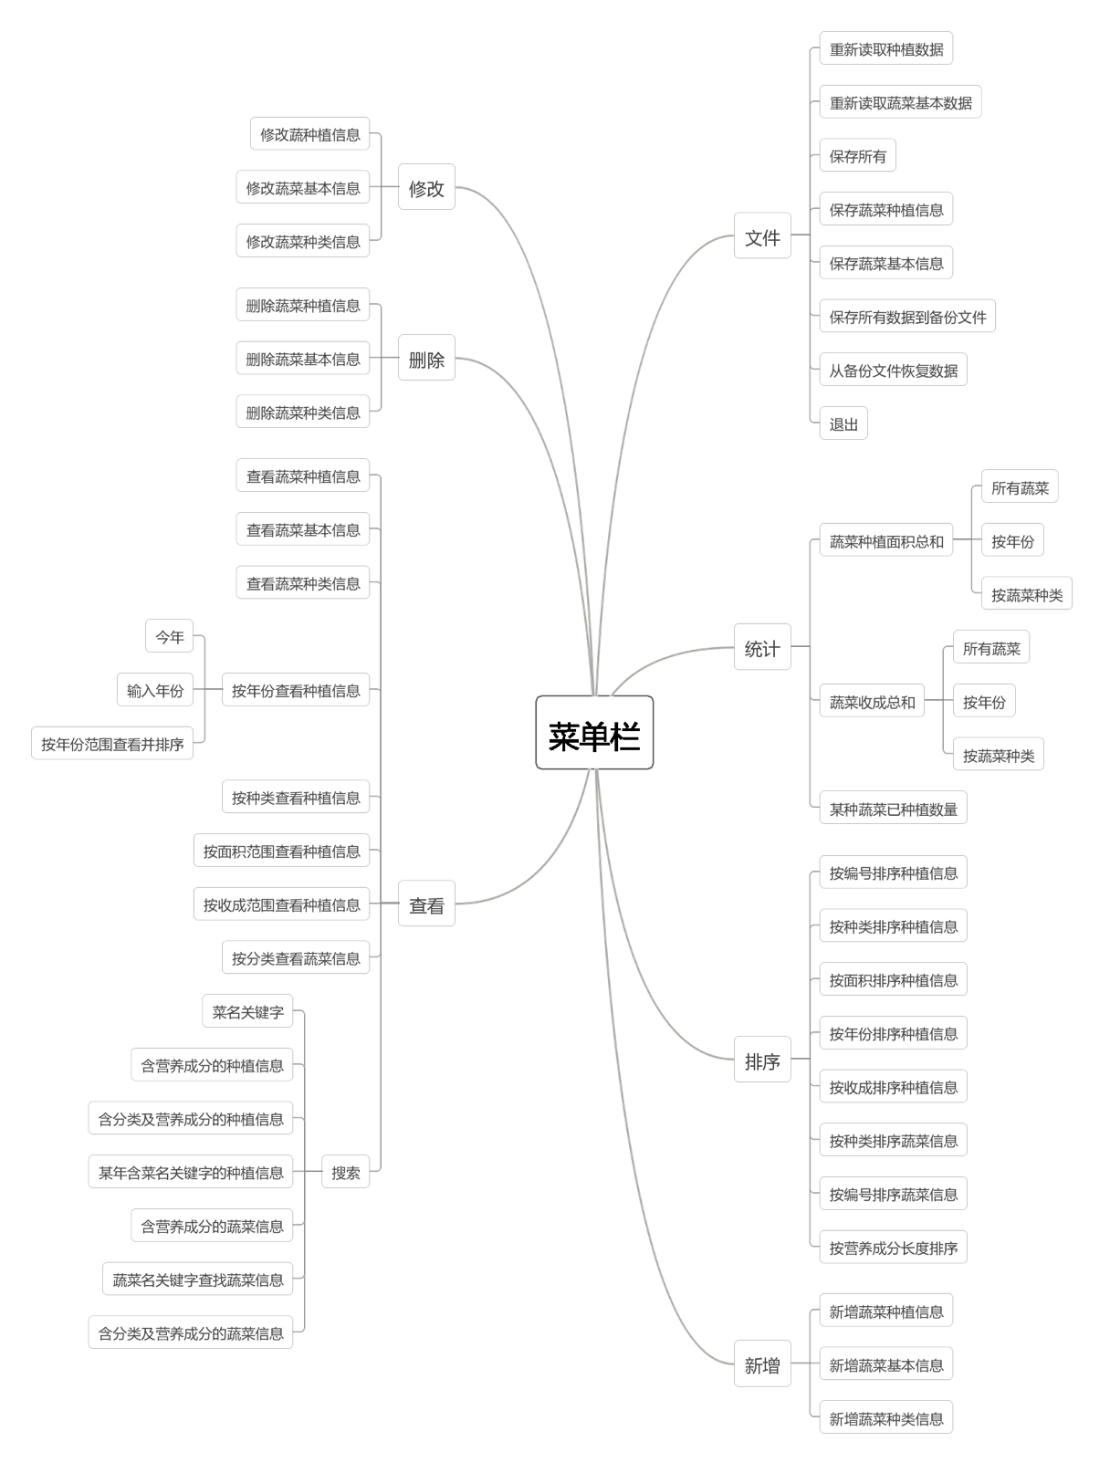 菜单栏
文件
重新读取种植数据
重新读取蔬菜基本数据
保存所有
保存蔬菜种植信息
保存蔬菜基本信息
保存所有数据到备份文件
从备份文件恢复数据
退出
统计
蔬菜种植面积总和
所有蔬菜
按年份
按蔬菜种类
蔬菜收成总和
所有蔬菜
按年份
按蔬菜种类
某种蔬菜已种植数量
排序
按编号排序种植信息
按种类排序种植信息
按面积排序种植信息
按年份排序种植信息
按收成排序种植信息
按种类排序蔬菜信息
按编号排序蔬菜信息
按营养成分长度排序
新增
新增蔬菜种植信息
新增蔬菜基本信息
新增蔬菜种类信息
修改
修改蔬种植信息
修改蔬菜基本信息
修改蔬菜种类信息
删除
删除蔬菜种植信息
删除蔬菜基本信息
删除蔬菜种类信息
查看
查看蔬菜种植信息
查看蔬菜基本信息
查看蔬菜种类信息
按年份查看种植信息
今年
输入年份
按年份范围查看并排序
按种类查看种植信息
按面积范围查看种植信息
按收成范围查看种植信息
按分类查看蔬菜信息
搜索
菜名关键字
含营养成分的种植信息
含分类及营养成分的种植信息
某年含菜名关键字的种植信息
含营养成分的蔬菜信息
蔬菜名关键字查找蔬菜信息
含分类及营养成分的蔬菜信息